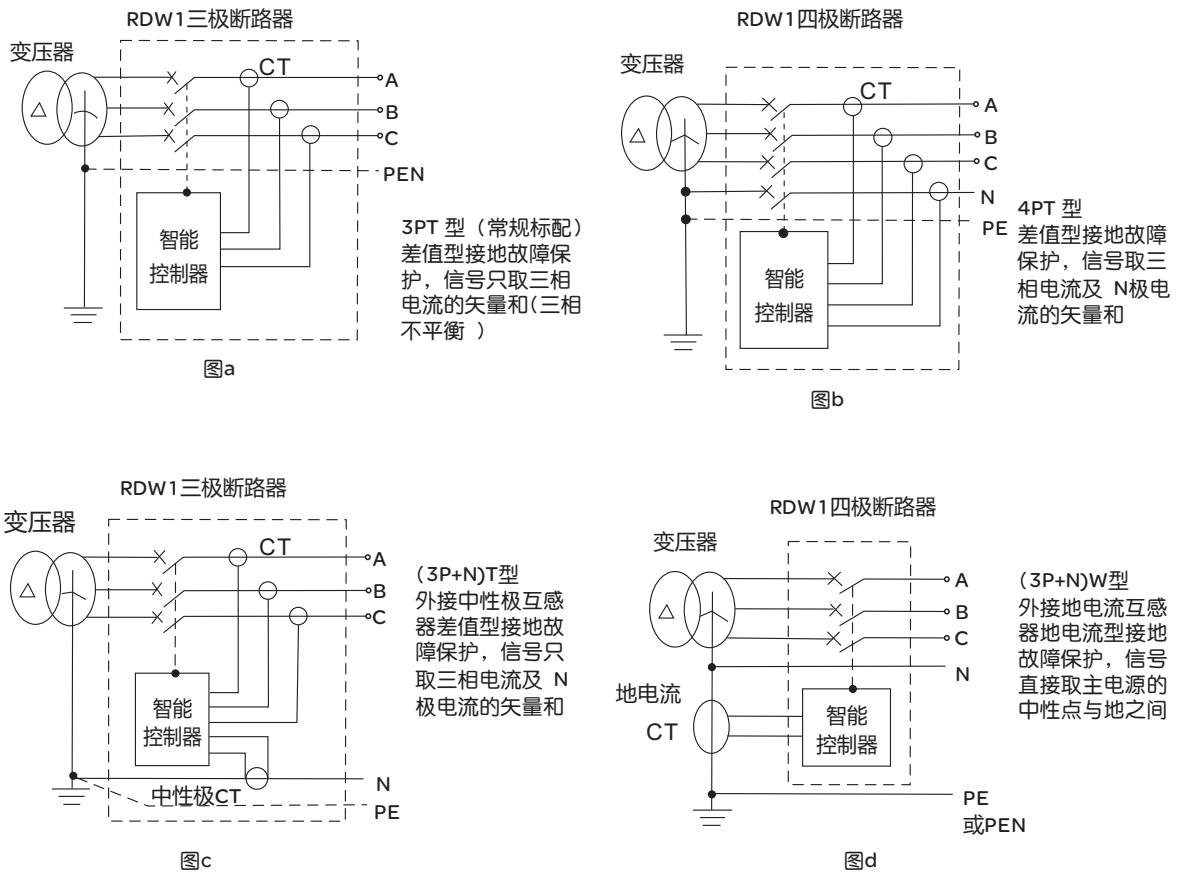 RDW1三极断路器
变压器
CT
A
B
C
PEN
智能
控制器
3PT 型（常规标配）
差值型接地故障保
护，信号只取三相
电流的矢量和(三相
不平衡 ）
图a
RDW1四极断路器
变压器
CT
A
B
C
N
PE
智能
控制器
4PT 型
差值型接地故障
保护，信号取三
相电流及 N极电
流的矢量和
图b
RDW1三极断路器
变压器
CT
A
B
C
智能
控制器
N
中性极CT
PE
(3P+N)T型
外接中性极互感
器差值型接地故
障保护，信号只
取三相电流及 N
极电流的矢量和
图c
RDW1四极断路器
变压器
A
B
C
N
地电流
CT
智能
控制器
PE
或PEN
(3P+N)W型
外接地电流互感
器地电流型接地
故障保护，信号
直接取主电源的
中性点与地之间
图d